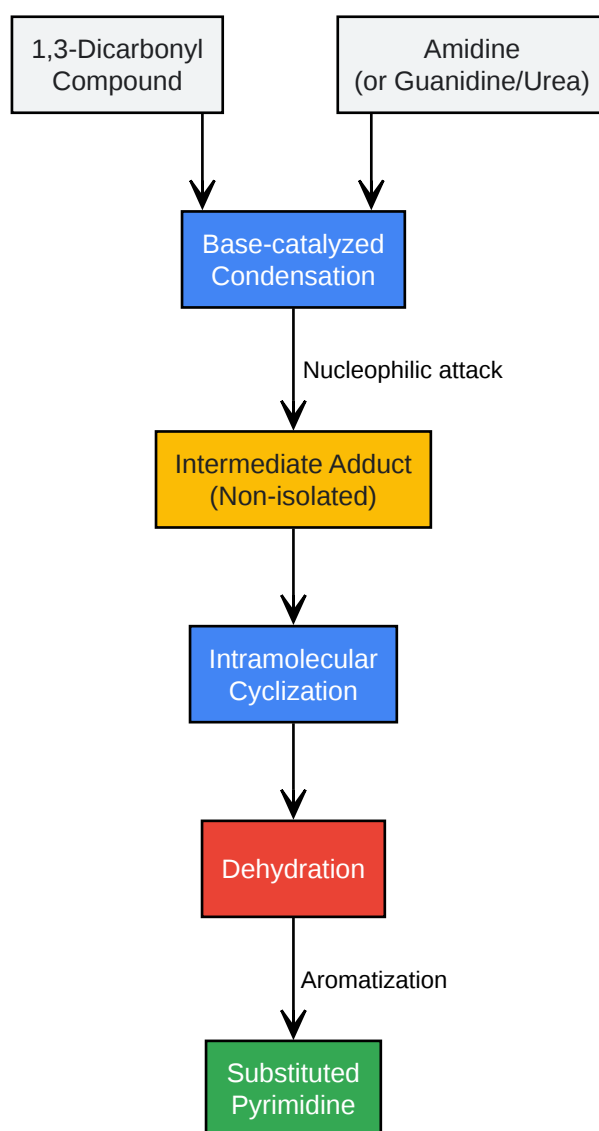 1,3-Dicarbonyl
Compound
Amidine
(or Guanidine/Urea)
Base-catalyzed
Condensation
Nucleophilic attack
Intermediate Adduct
(Non-isolated)
Intramolecular
Cyclization
Dehydration
Aromatization
Substituted
Pyrimidine